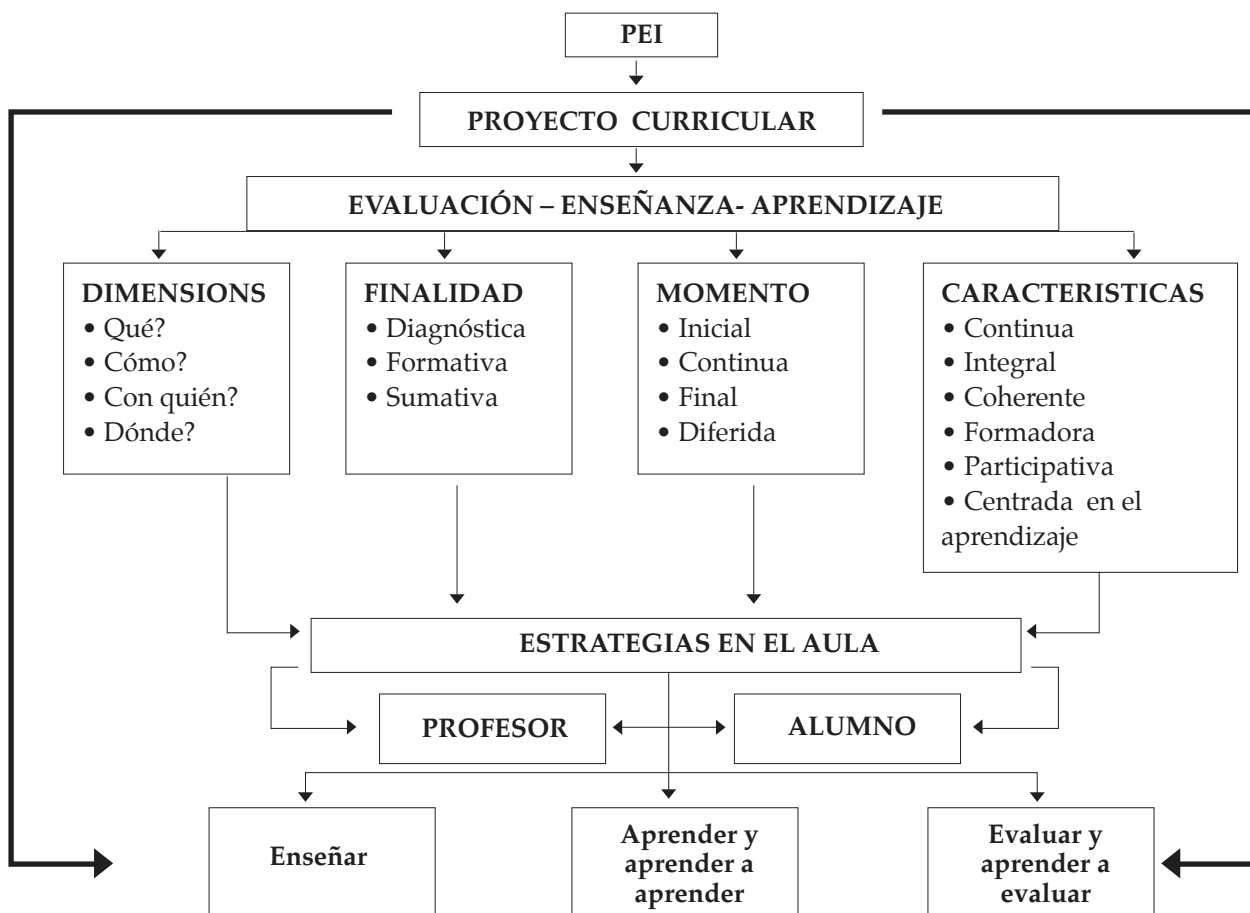 PEI
PROYECTO CURRICULAR
EVALUACIÓN – ENSEÑANZA- APRENDIZAJE
DIMENSIONS
• Qué?
• Cómo?
• Con quién?
• Dónde?
FINALIDAD
• Diagnóstica
• Formativa
• Sumativa
MOMENTO
• Inicial
• Continua
• Final
• Diferida
CARACTERISTICAS
• Continua
• Integral
• Coherente
• Formadora
• Participativa
• Centrada en el
aprendizaje
ESTRATEGIAS EN EL AULA
PROFESOR
ALUMNO
Enseñar
Aprender y
aprender a
aprender
Evaluar y
aprender a
evaluar